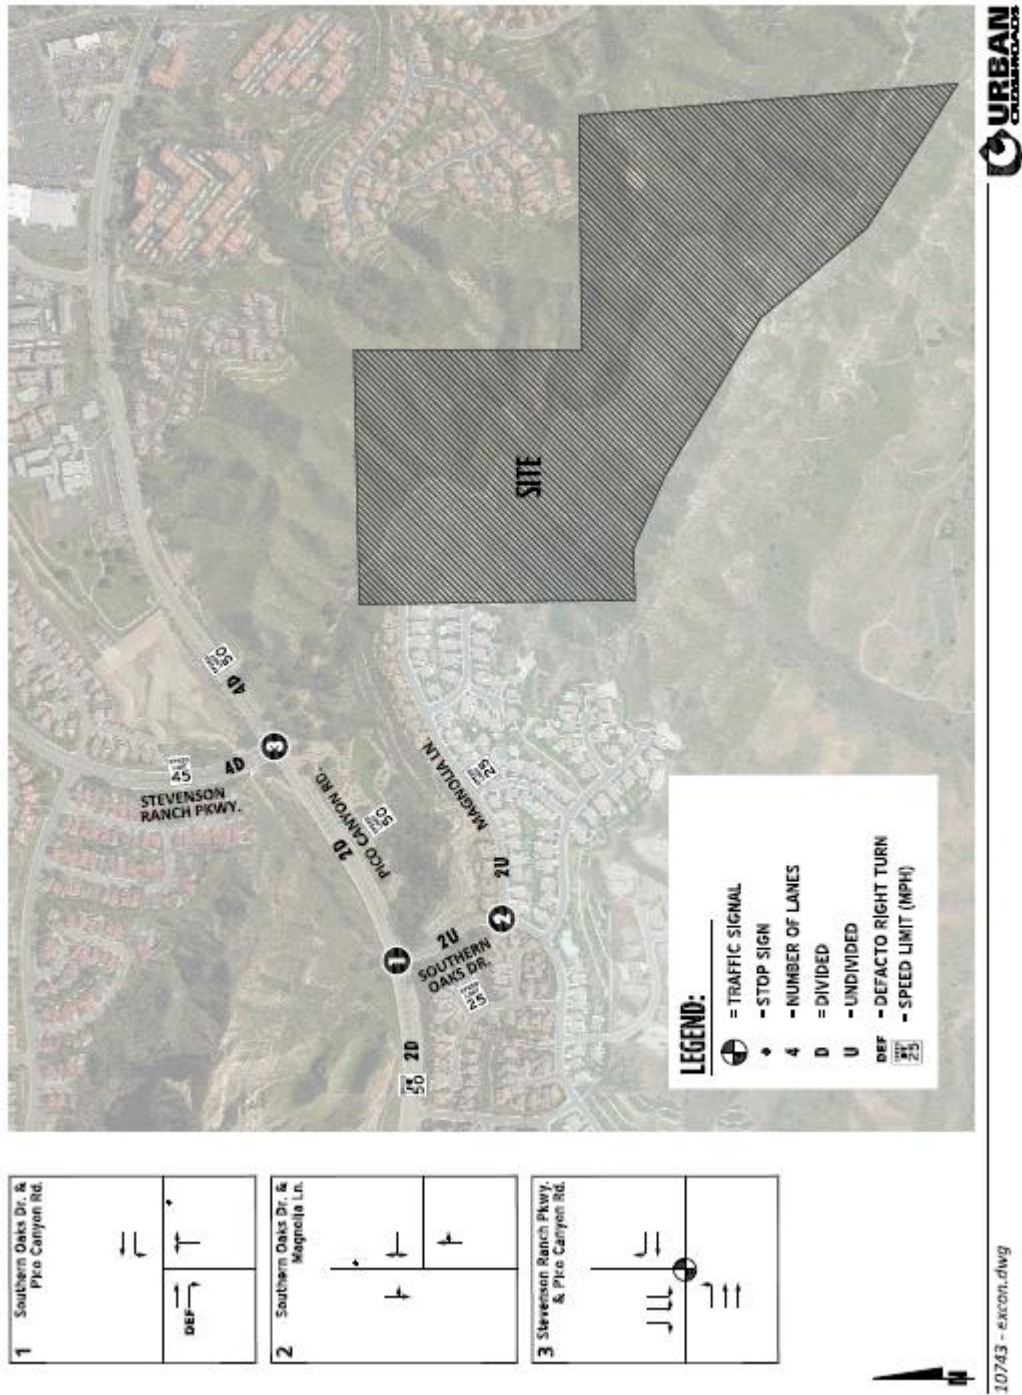 1
Southern Oaks Dr. &
Pico Canyon Rd.
DEF
2
Southern Oaks Dr. &
Magnolia Ln.
3
Stevenson Ranch Pkwy.
& Pico Canyon Rd.
N
STEVENSON
RANCH PKWY.
45
4D
4D
50
3
PICO CANYON RD.
2D
50
1
2D
50
2U
SOUTHERN
OAKS DR.
25
2
2U
MAGNOLIA LN.
25
SITE
LEGEND:
= TRAFFIC SIGNAL
- STOP SIGN
4 - NUMBER OF LANES
D = DIVIDED
U - UNDIVIDED
DEF - DEFACTO RIGHT TURN
25 - SPEED LIMIT (MPH)
10743 - excon.dwg
URBAN
CROSSROADS